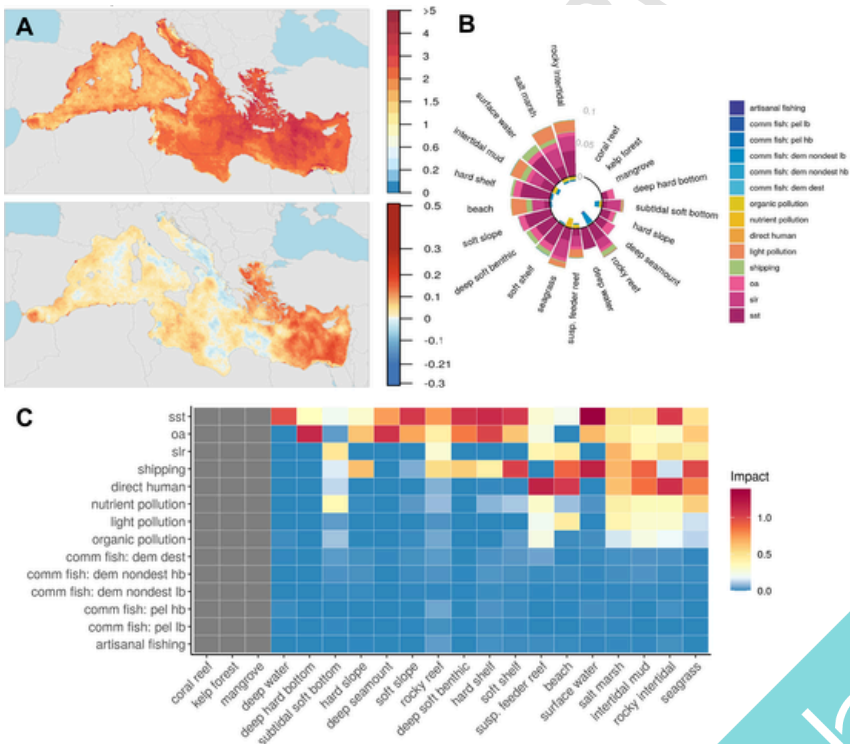 A
>5
5
4
3
2
1.5
1
0.6
0.2
0
0.5
0.3
0.2
0.1
0
-0.1
-0.21
-0.3
B
0.1
0.05
0
rocky intertidal
salt marsh
surface water
intertidal mud
hard shelf
beach
soft slope
deep soft benthic
soft shelf
seagrass
susp. feeder reef
deep water
rocky reef
deep seamount
hard slope
subtidal soft bottom
deep hard bottom
mangrove
kelp forest
coral reef
artisanal fishing
comm fish: pel lb
comm fish: pel hb
comm fish: dem nondest lb
comm fish: dem nondest hb
comm fish: dem dest
organic pollution
nutrient pollution
direct human
light pollution
shipping
oa
slr
sst
C
sst
oa
slr
shipping
direct human
nutrient pollution
light pollution
organic pollution
comm fish: dem dest
comm fish: dem nondest hb
comm fish: dem nondest lb
comm fish: pel hb
comm fish: pel lb
artisanal fishing
coral reef
kelp forest
mangrove
deep water
deep hard bottom
subtidal soft bottom
hard slope
deep seamount
soft slope
rocky reef
deep soft benthic
hard shelf
soft shelf
susp. feeder reef
beach
surface water
salt marsh
intertidal mud
rocky intertidal
seagrass
Impact
1.0
0.5
0.0